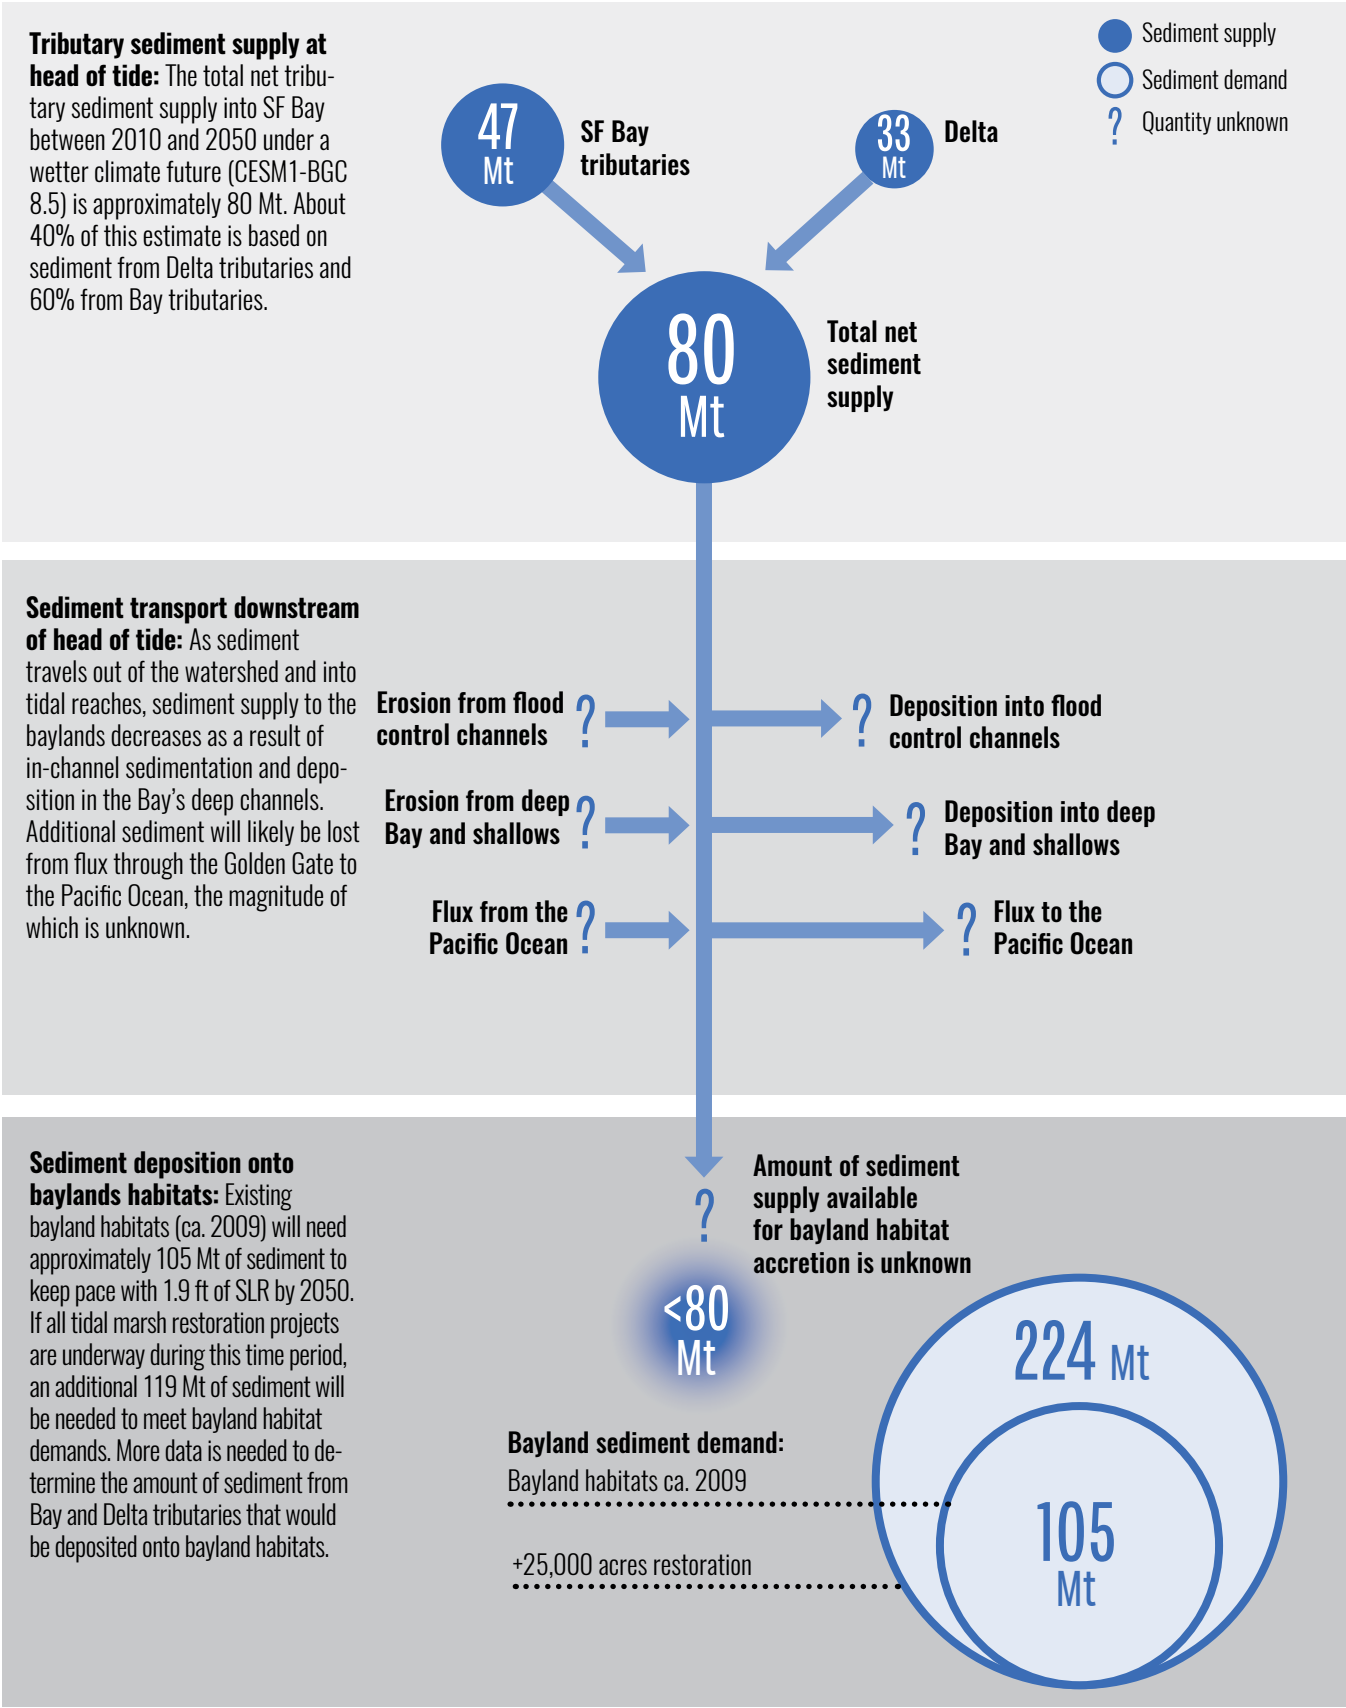 Tributary sediment supply at
head of tide: The total net tribu-
tary sediment supply into SF Bay
between 2010 and 2050 under a
wetter climate future (CESM1-BGC
8.5) is approximately 80 Mt. About
40% of this estimate is based on
sediment from Delta tributaries and
60% from Bay tributaries.
47
Mt
SF Bay
tributaries
33
Mt
Delta
Sediment supply
Sediment demand
? Quantity unknown
80
Mt
Total net
sediment
supply
Sediment transport downstream
of head of tide: As sediment
travels out of the watershed and into
tidal reaches, sediment supply to the
baylands decreases as a result of
in-channel sedimentation and depo-
sition in the Bay's deep channels.
Additional sediment will likely be lost
from flux through the Golden Gate to
the Pacific Ocean, the magnitude of
which is unknown.
Erosion from flood
control channels
?
?
Deposition into flood
control channels
Erosion from deep
Bay and shallows
?
?
Deposition into deep
Bay and shallows
Flux from the
Pacific Ocean
?
?
Flux to the
Pacific Ocean
Sediment deposition onto
baylands habitats: Existing
bayland habitats (ca. 2009) will need
approximately 105 Mt of sediment to
keep pace with 1.9 ft of SLR by 2050.
If all tidal marsh restoration projects
are underway during this time period,
an additional 119 Mt of sediment will
be needed to meet bayland habitat
demands. More data is needed to de-
termine the amount of sediment from
Bay and Delta tributaries that would
be deposited onto bayland habitats.
?
Amount of sediment
supply available
for bayland habitat
accretion is unknown
<80
Mt
224 Mt
105
Mt
Bayland sediment demand:
Bayland habitats ca. 2009
+25,000 acres restoration